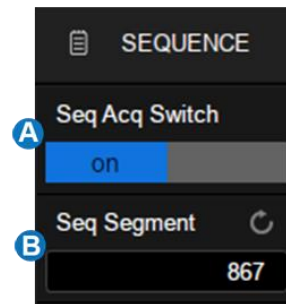 SEQUENCE
A
Seq Acq Switch
on
B
Seq Segment
867